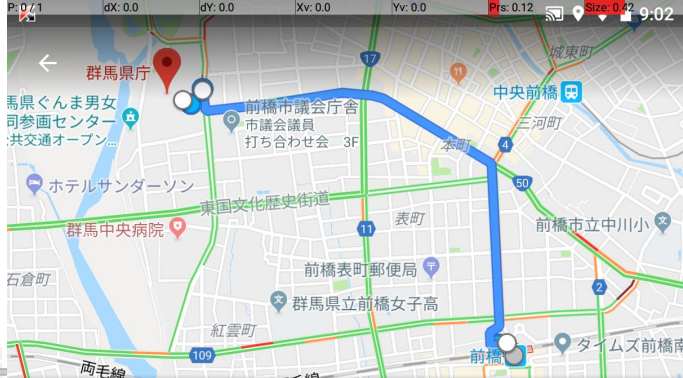 P: 0 / 1 dX: 0.0 dY: 0.0 Xv: 0.0 Yv: 0.0 Prs: 0.12 Size: 0.42
9:02
城東町
17
群馬県庁
中央前橋
馬県ぐんま男女
同参画センター
公共交通オープン...
前橋市議会庁舎
市議会議員
打ち合わせ会 3F
三河町
本町
4
50
ホテルサンダーソン
東国文化歴史街道
表町
前橋市立中川小
文
群馬中央病院
11
前橋表町郵便局
石倉町
2
文
群馬県立前橋女子高
紅雲町
109
前橋
タイムズ前橋南
両毛線
両毛線